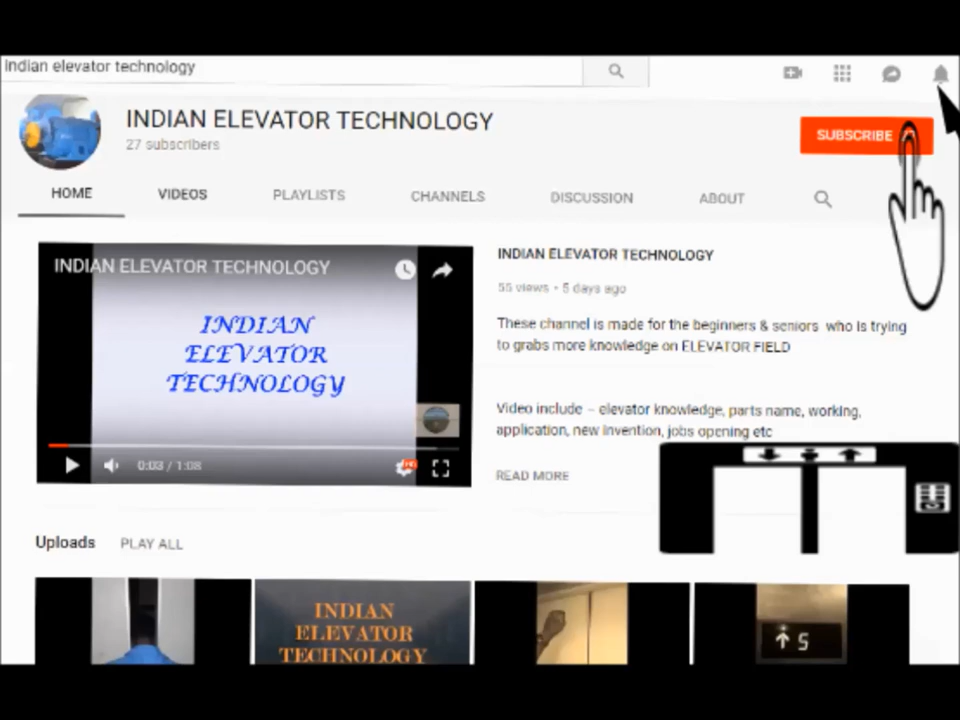 Indian elevator technology
INDIAN ELEVATOR TECHNOLOGY
27 subscribers
SUBSCRIBE
HOME VIDEOS PLAYLISTS CHANNELS DISCUSSION ABOUT
INDIAN ELEVATOR TECHNOLOGY
INDIAN
ELEVATOR
TECHNOLOGY
0:03 / 1:08
INDIAN ELEVATOR TECHNOLOGY
55 views • 5 days ago
These channel is made for the beginners & seniors who is trying
to grabs more knowledge on ELEVATOR FIELD
Video include – elevator knowledge, parts name, working,
application, new invention, jobs opening etc
READ MORE
Uploads PLAY ALL
INDIAN
ELEVATOR
TECHNOLOGY
5